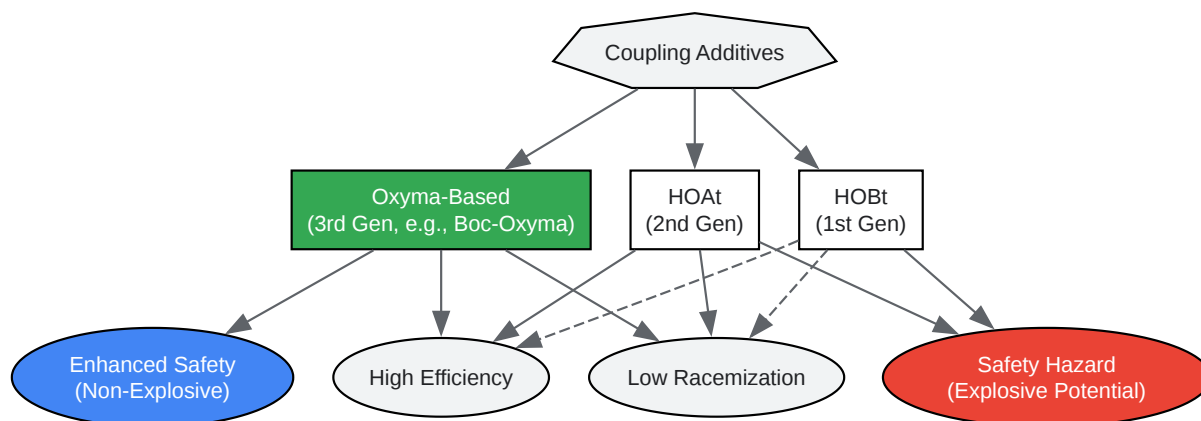 Coupling Additives
Oxyma-Based
(3rd Gen, e.g., Boc-Oxyma)
HOAt
(2nd Gen)
HOBt
(1st Gen)
Enhanced Safety
(Non-Explosive)
High Efficiency
Low Racemization
Safety Hazard
(Explosive Potential)